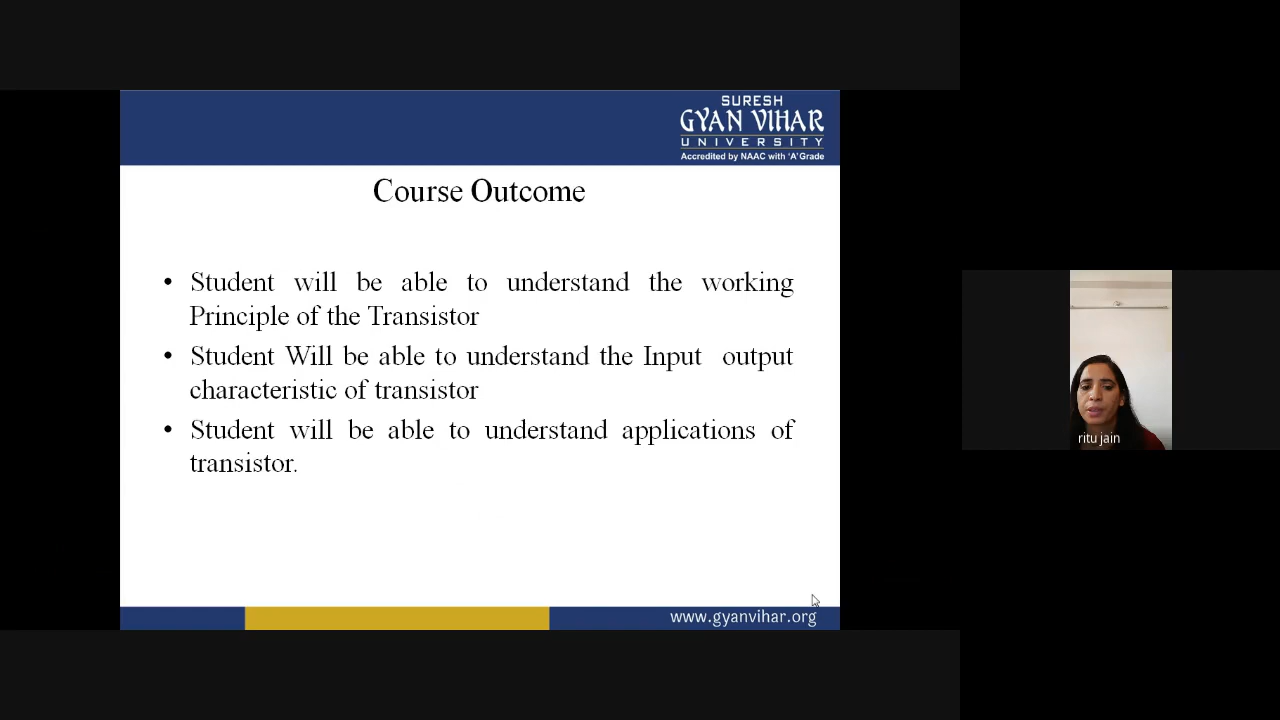 SURESH
GYAN VIHAR
UNIVERSITY
Accredited by NAAC with 'A' Grade
Course Outcome
• Student will be able to understand the working
Principle of the Transistor
• Student Will be able to understand the Input output
characteristic of transistor
• Student will be able to understand applications of
transistor.
www.gyanvihar.org
ritu jain